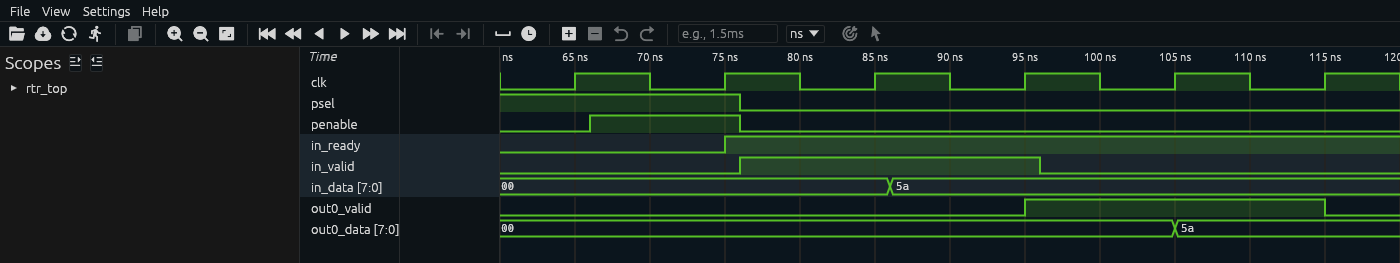 File View Settings Help
e.g., 1.5ms ns
Scopes
rtr_top
Time
ns 65 ns 70 ns 75 ns 80 ns 85 ns 90 ns 95 ns 100 ns 105 ns 110 ns 115 ns 120
clk
psel
penable
in_ready
in_valid
in_data [7:0] 00 5a
out0_valid
out0_data [7:0] 00 5a